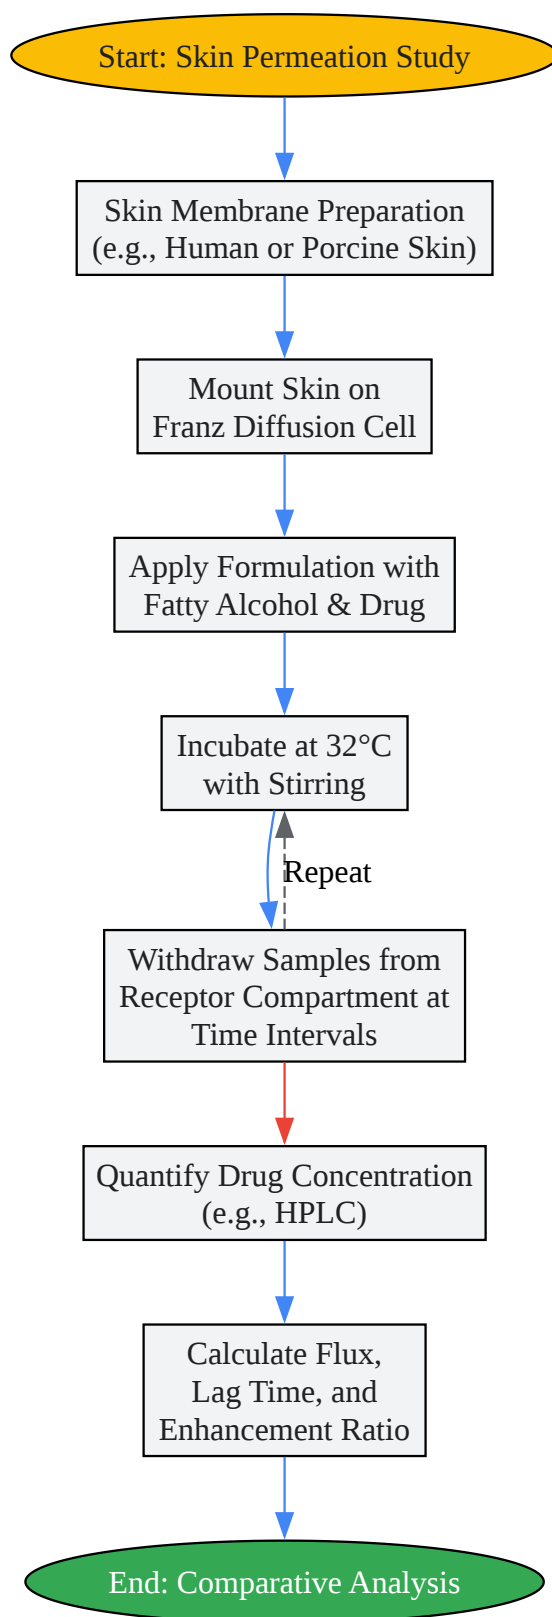 Start: Skin Permeation Study
Skin Membrane Preparation
(e.g., Human or Porcine Skin)
Mount Skin on
Franz Diffusion Cell
Apply Formulation with
Fatty Alcohol & Drug
Incubate at 32°C
with Stirring
Repeat
Withdraw Samples from
Receptor Compartment at
Time Intervals
Quantify Drug Concentration
(e.g., HPLC)
Calculate Flux,
Lag Time, and
Enhancement Ratio
End: Comparative Analysis